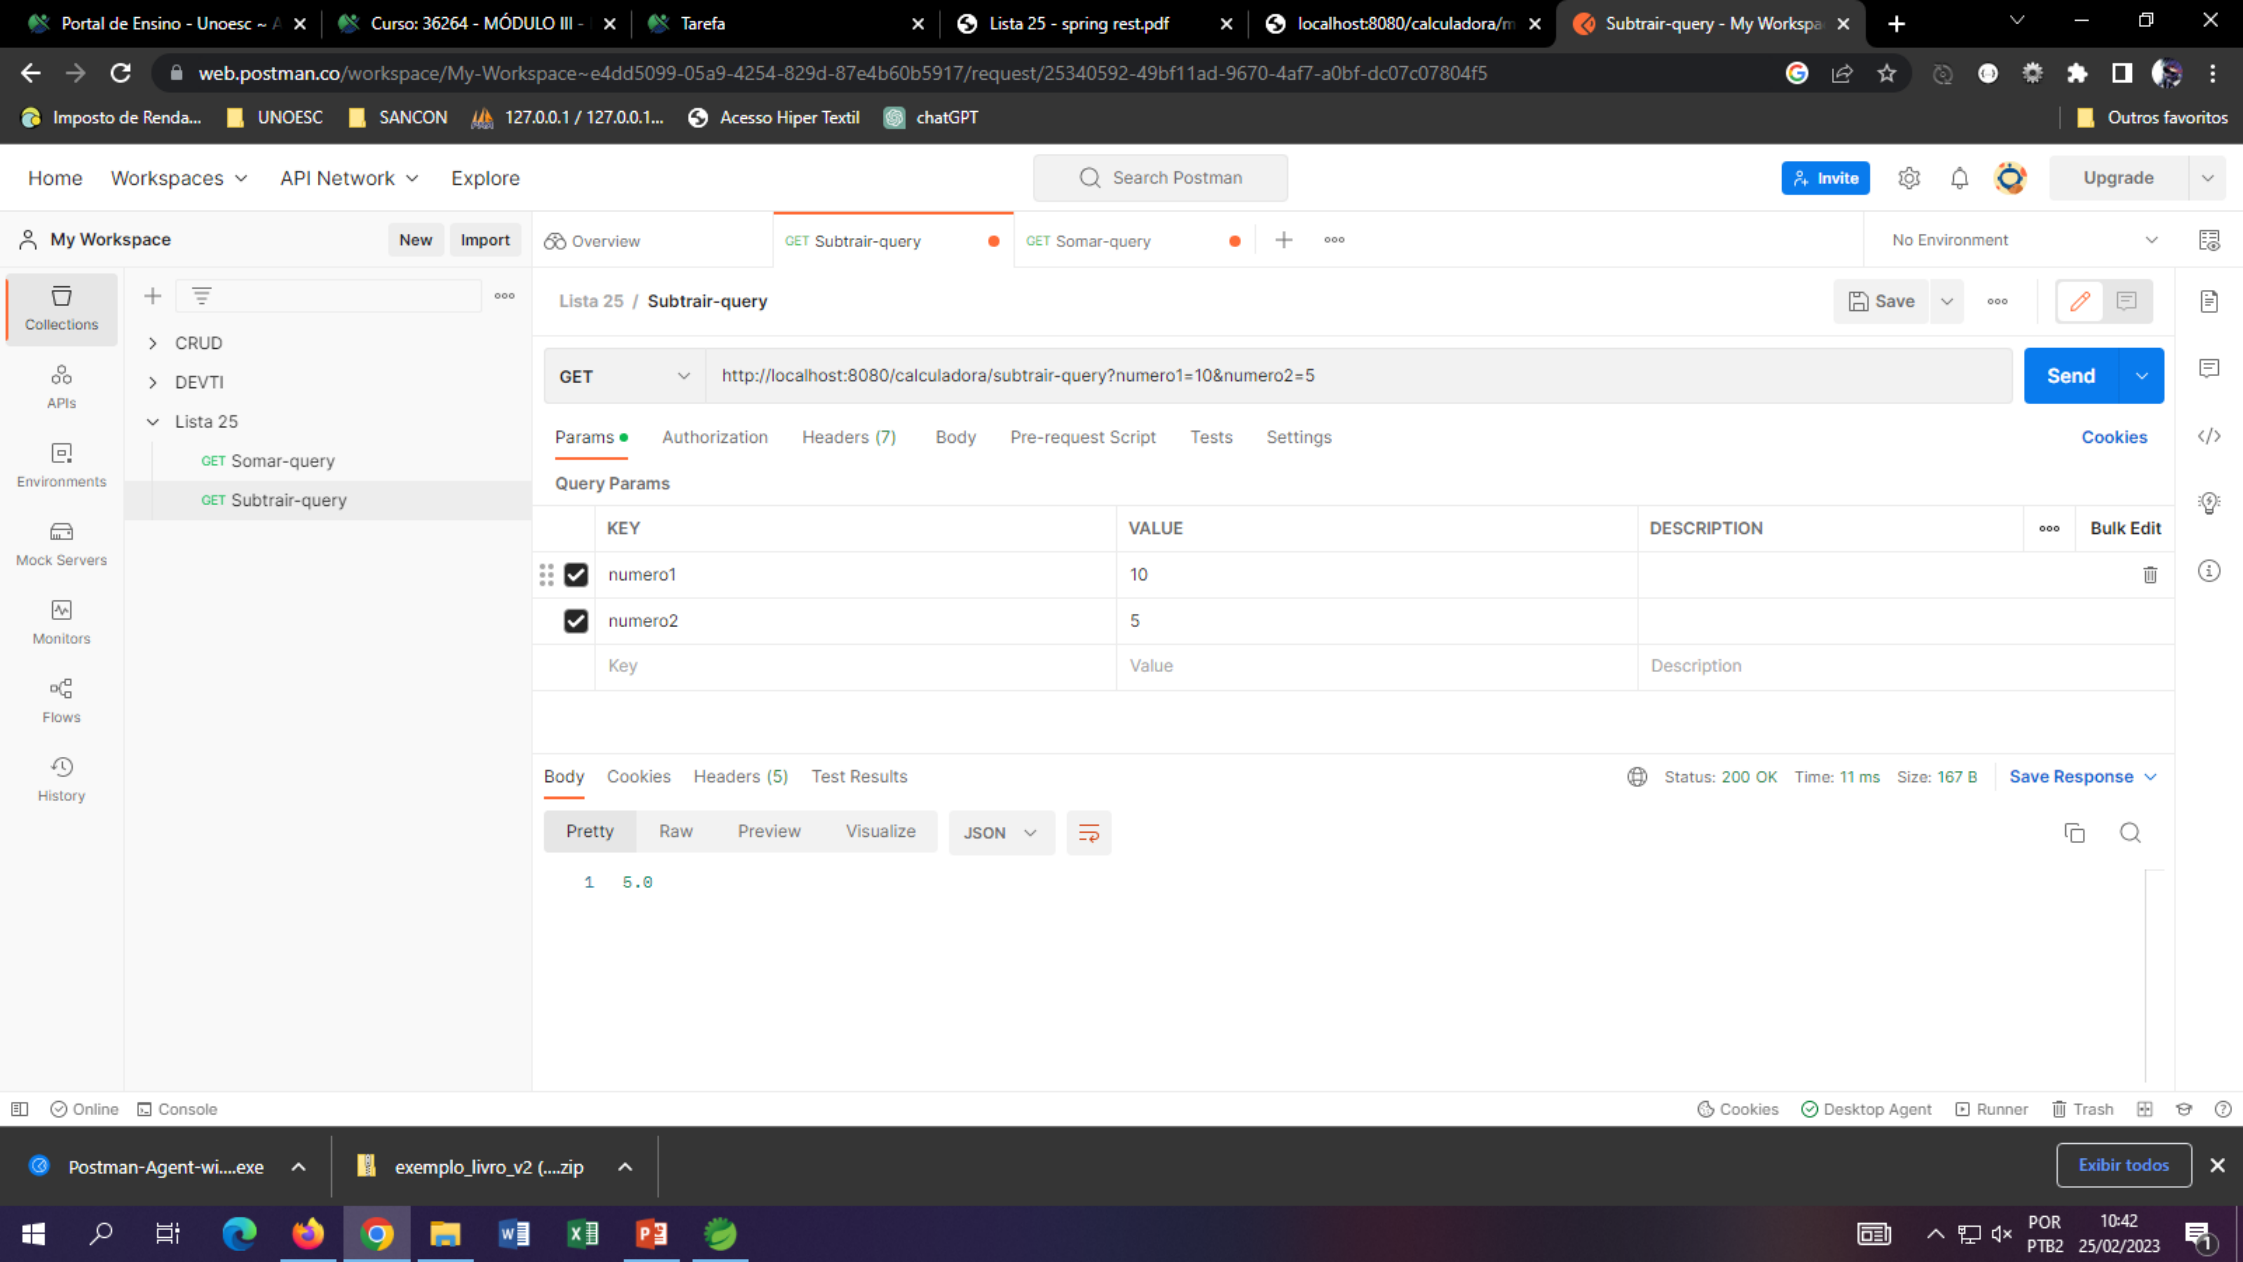 Portal de Ensino - Unoesc ~ A
Curso: 36264 - MÓDULO III -
Tarefa
Lista 25 - spring rest.pdf
localhost:8080/calculadora/m
Subtrair-query - My Workspa
web.postman.co/workspace/My-Workspace~e4dd5099-05a9-4254-829d-87e4b60b5917/request/25340592-49bf11ad-9670-4af7-a0bf-dc07c07804f5
Imposto de Renda...
UNOESC
SANCON
127.0.0.1 / 127.0.0.1...
Acesso Hiper Textil
chatGPT
Outros favoritos
Home
Workspaces
API Network
Explore
Search Postman
Invite
Upgrade
My Workspace
New
Import
Overview
GET Subtrair-query
GET Somar-query
No Environment
Collections
APIs
Environments
Mock Servers
Monitors
Flows
History
CRUD
DEVTI
Lista 25
GET Somar-query
GET Subtrair-query
Lista 25 / Subtrair-query
Save
GET
http://localhost:8080/calculadora/subtrair-query?numero1=10&numero2=5
Send
Params
Authorization
Headers (7)
Body
Pre-request Script
Tests
Settings
Cookies
Query Params
KEY
VALUE
DESCRIPTION
Bulk Edit
numero1
10
numero2
5
Key
Value
Description
Body
Cookies
Headers (5)
Test Results
Status: 200 OK
Time: 11 ms
Size: 167 B
Save Response
Pretty
Raw
Preview
Visualize
JSON
1 5.0
Online
Console
Cookies
Desktop Agent
Runner
Trash
Postman-Agent-wi....exe
exemplo_livro_v2 (....zip
Exibir todos
POR
PTB2
10:42
25/02/2023
1